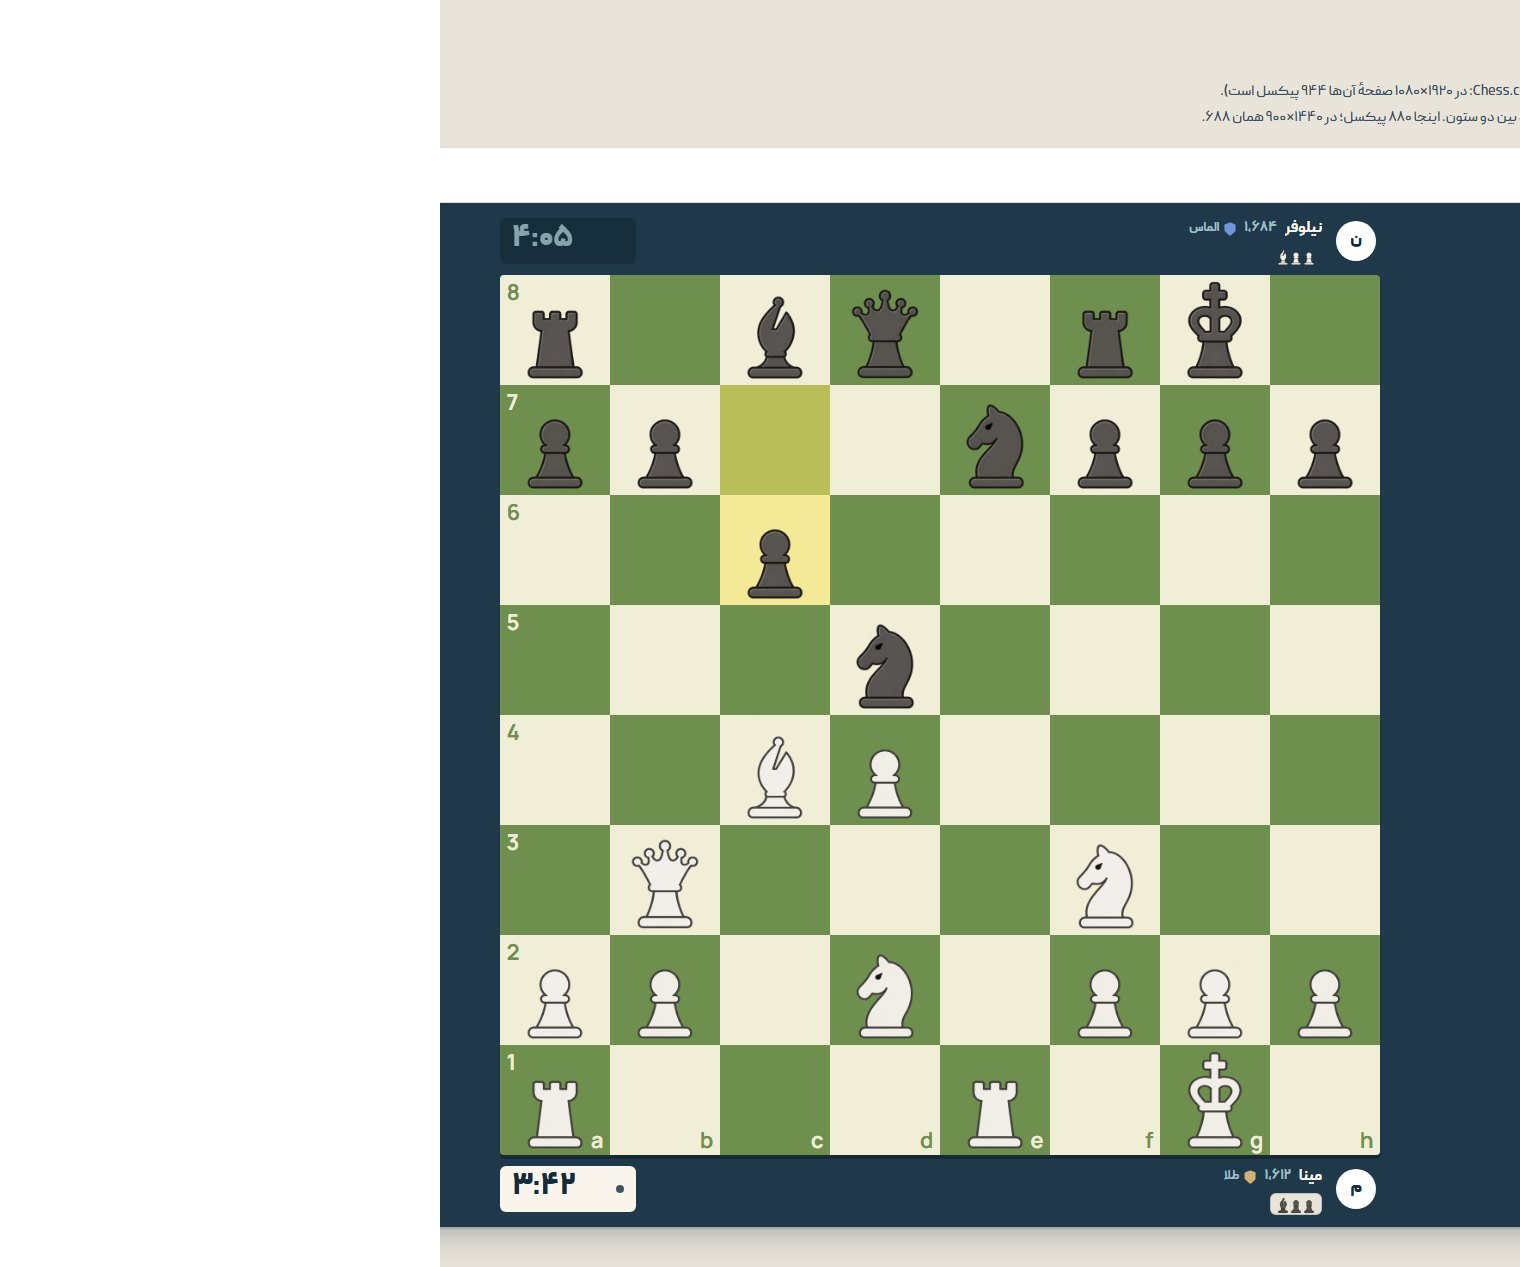 Chess.c: در ۱۹۲۰×۱۰۸۰ صفحهٔ آن‌ها ۹۴۴ پیکسل است).
بین دو ستون. اینجا ۸۸۰ پیکسل؛ در ۱۴۴۰×۹۰۰ همان ۶۸۸.
ن
نیلوفر ۱٬۶۸۴ الماس
۴:۰۵
8
7
6
5
4
3
2
1
a b c d e f g h
م
مینا ۱٬۶۱۲ طلا
۳:۴۲